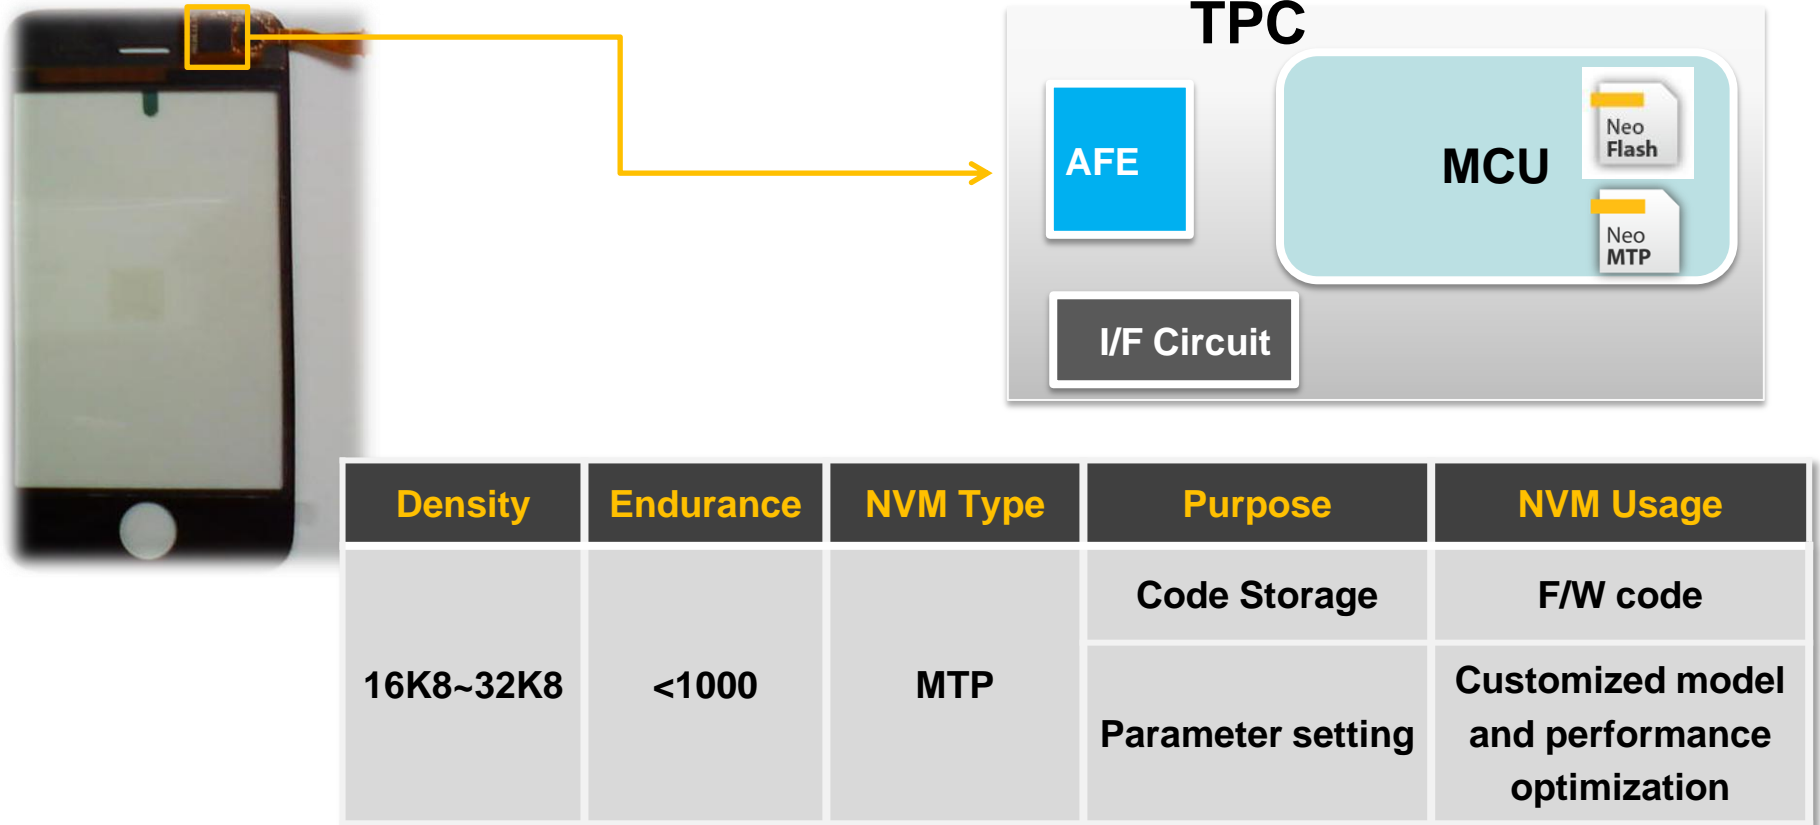 TPC
AFE
MCU
Neo
Flash
Neo
MTP
I/F Circuit
Density
Endurance
NVM Type
Purpose
NVM Usage
16K8~32K8
<1000
MTP
Code Storage
F/W code
Parameter setting
Customized model
and performance
optimization